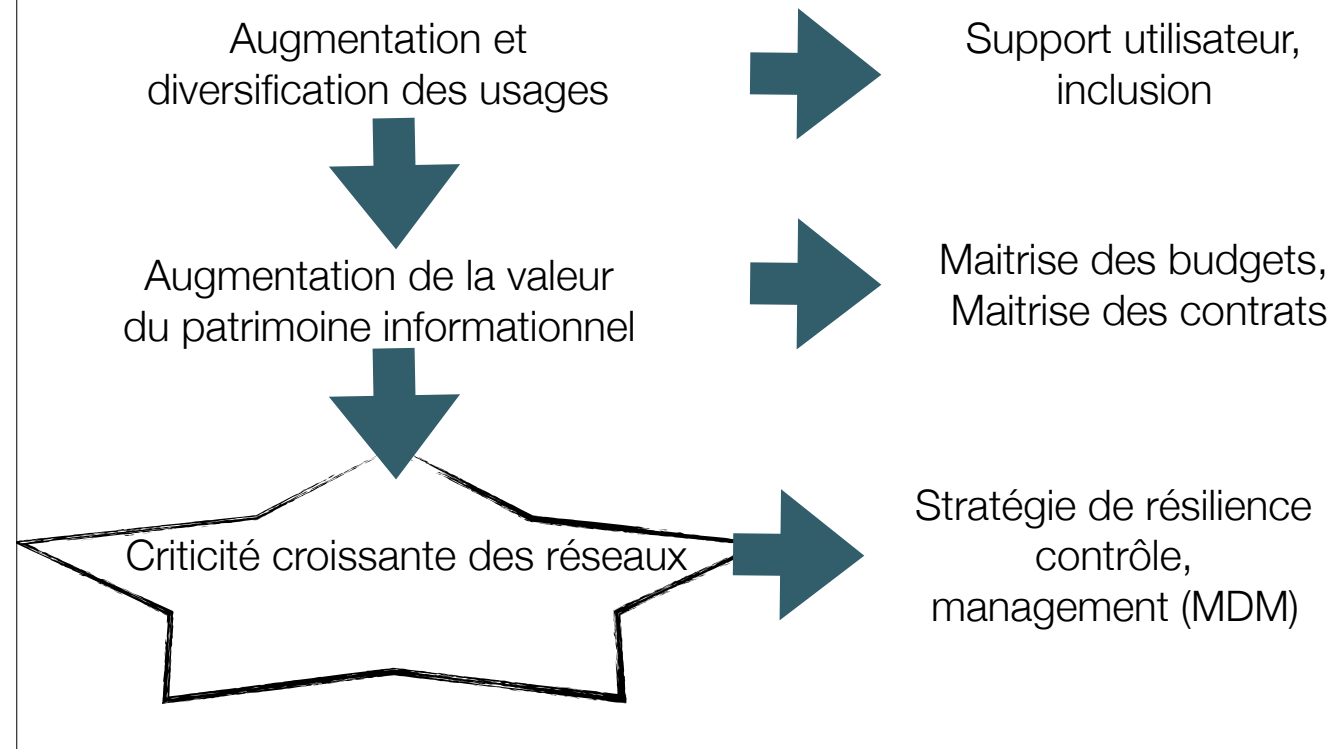 Augmentation et
diversification des usages
Support utilisateur,
inclusion
Augmentation de la valeur
du patrimoine informationnel
Maitrise des budgets,
Maitrise des contrats
Criticité croissante des réseaux
Stratégie de résilience
contrôle,
management (MDM)